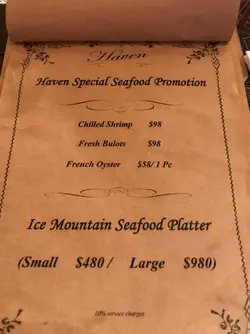 Haven
Haven Special Seafood Promotion
Chilled Shrimp $98
Fresh Bulots $98
French Oyster $58/ 1 Pc
Ice Mountain Seafood Platter
(Small $480 / Large $980)
10% service charges